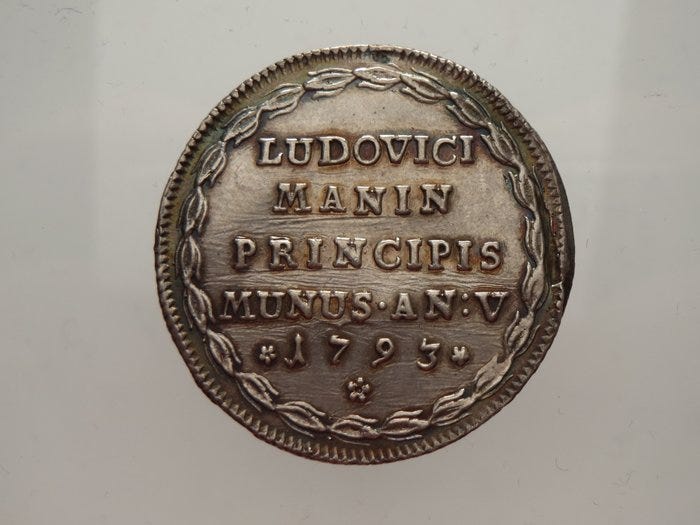 LUDOVICI
MANIN
PRINCIPIS
MUNUS·AN:V
*1793*
*